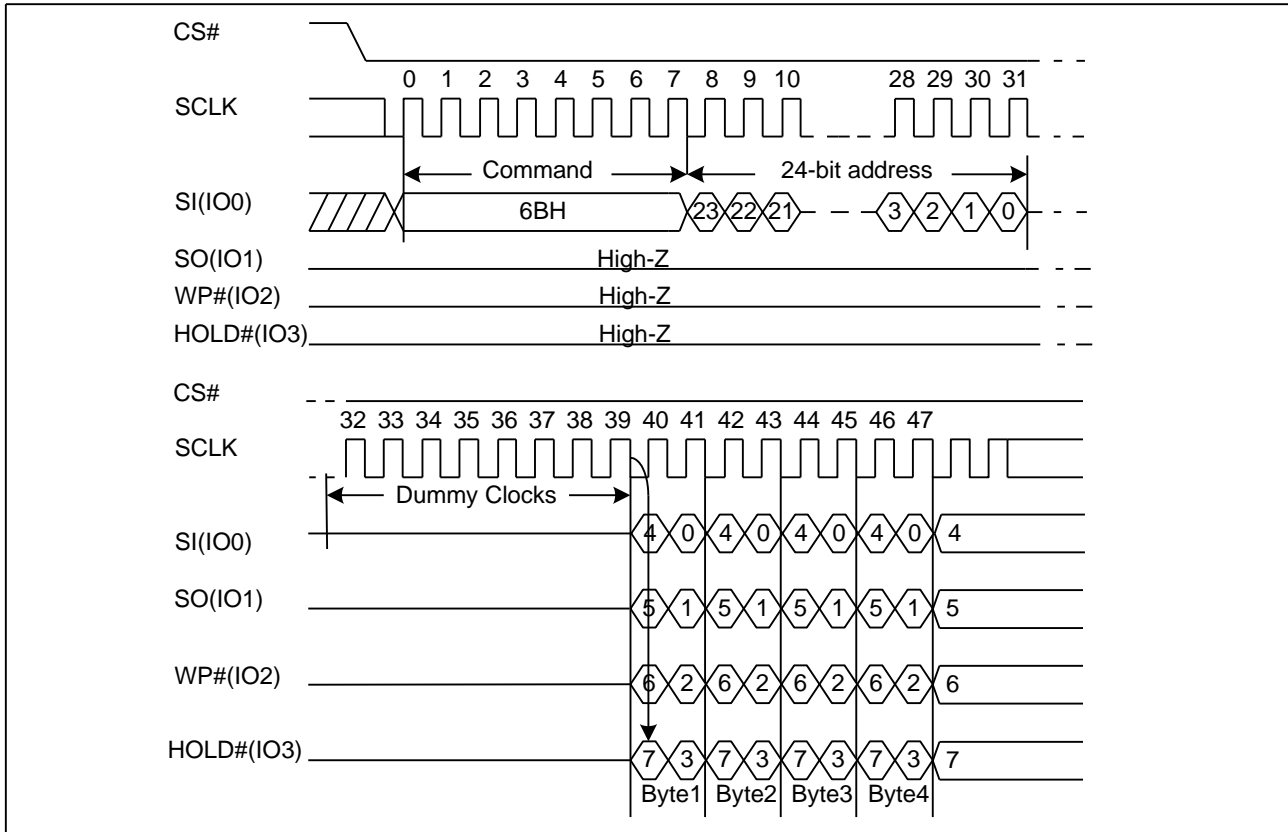 CS#
0 1 2 3 4 5 6 7 8 9 10 28 29 30 31
SCLK
Command 24-bit address
SI(IO0) 6BH 23 22 21 3 2 1 0
SO(IO1) High-Z
WP#(IO2) High-Z
HOLD#(IO3) High-Z
CS#
32 33 34 35 36 37 38 39 40 41 42 43 44 45 46 47
SCLK
Dummy Clocks
SI(IO0) 4 0 4 0 4 0 4 0 4
SO(IO1) 5 1 5 1 5 1 5 1 5
WP#(IO2) 6 2 6 2 6 2 6 2 6
HOLD#(IO3) 7 3 7 3 7 3 7 3 7
Byte1 Byte2 Byte3 Byte4